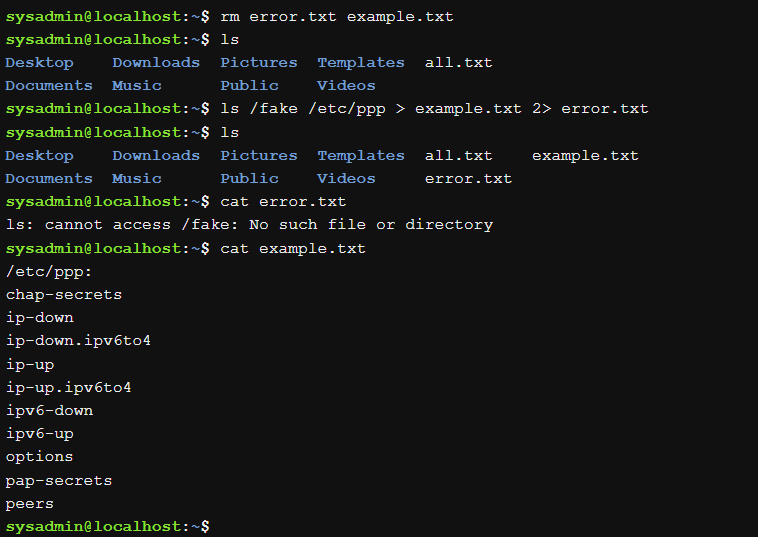 sysadmin@localhost:~$ rm error.txt example.txt
sysadmin@localhost:~$ ls
Desktop    Downloads  Pictures  Templates  all.txt
Documents  Music      Public    Videos
sysadmin@localhost:~$ ls /fake /etc/ppp > example.txt 2> error.txt
sysadmin@localhost:~$ ls
Desktop    Downloads  Pictures  Templates  all.txt    example.txt
Documents  Music      Public    Videos     error.txt
sysadmin@localhost:~$ cat error.txt
ls: cannot access /fake: No such file or directory
sysadmin@localhost:~$ cat example.txt
/etc/ppp:
chap-secrets
ip-down
ip-down.ipv6to4
ip-up
ip-up.ipv6to4
ipv6-down
ipv6-up
options
pap-secrets
peers
sysadmin@localhost:~$